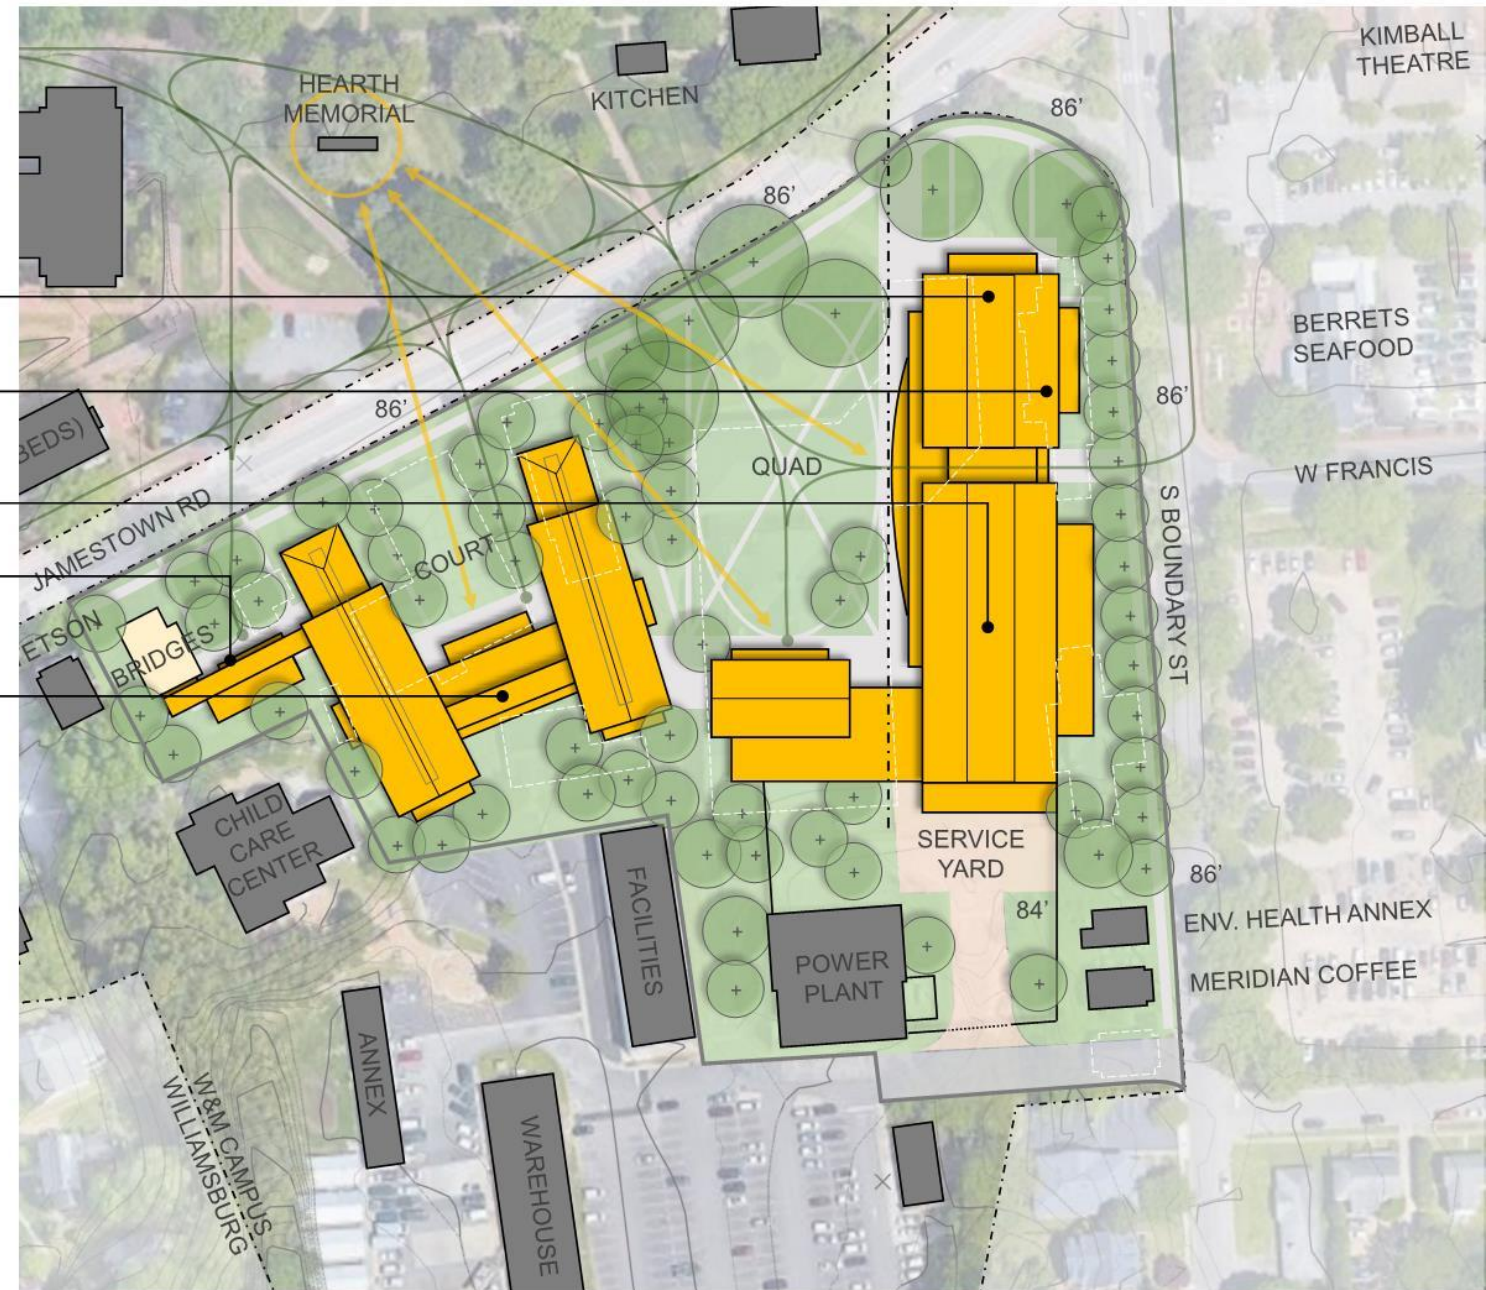 KIMBALL
THEATRE
HEARTH
MEMORIAL
KITCHEN
86'
86'
BERRETS
SEAFOOD
86'
86'
BEDS)
QUAD
W FRANCIS
JAMESTOWN RD
COURT
S BOUNDARY ST
ETSON
BRIDGES
CHILD
CARE
CENTER
SERVICE
YARD
FACILITIES
86'
84'
ENV. HEALTH ANNEX
POWER
PLANT
MERIDIAN COFFEE
ANNEX
W&M CAMPUS
WILLIAMSBURG
WAREHOUSE